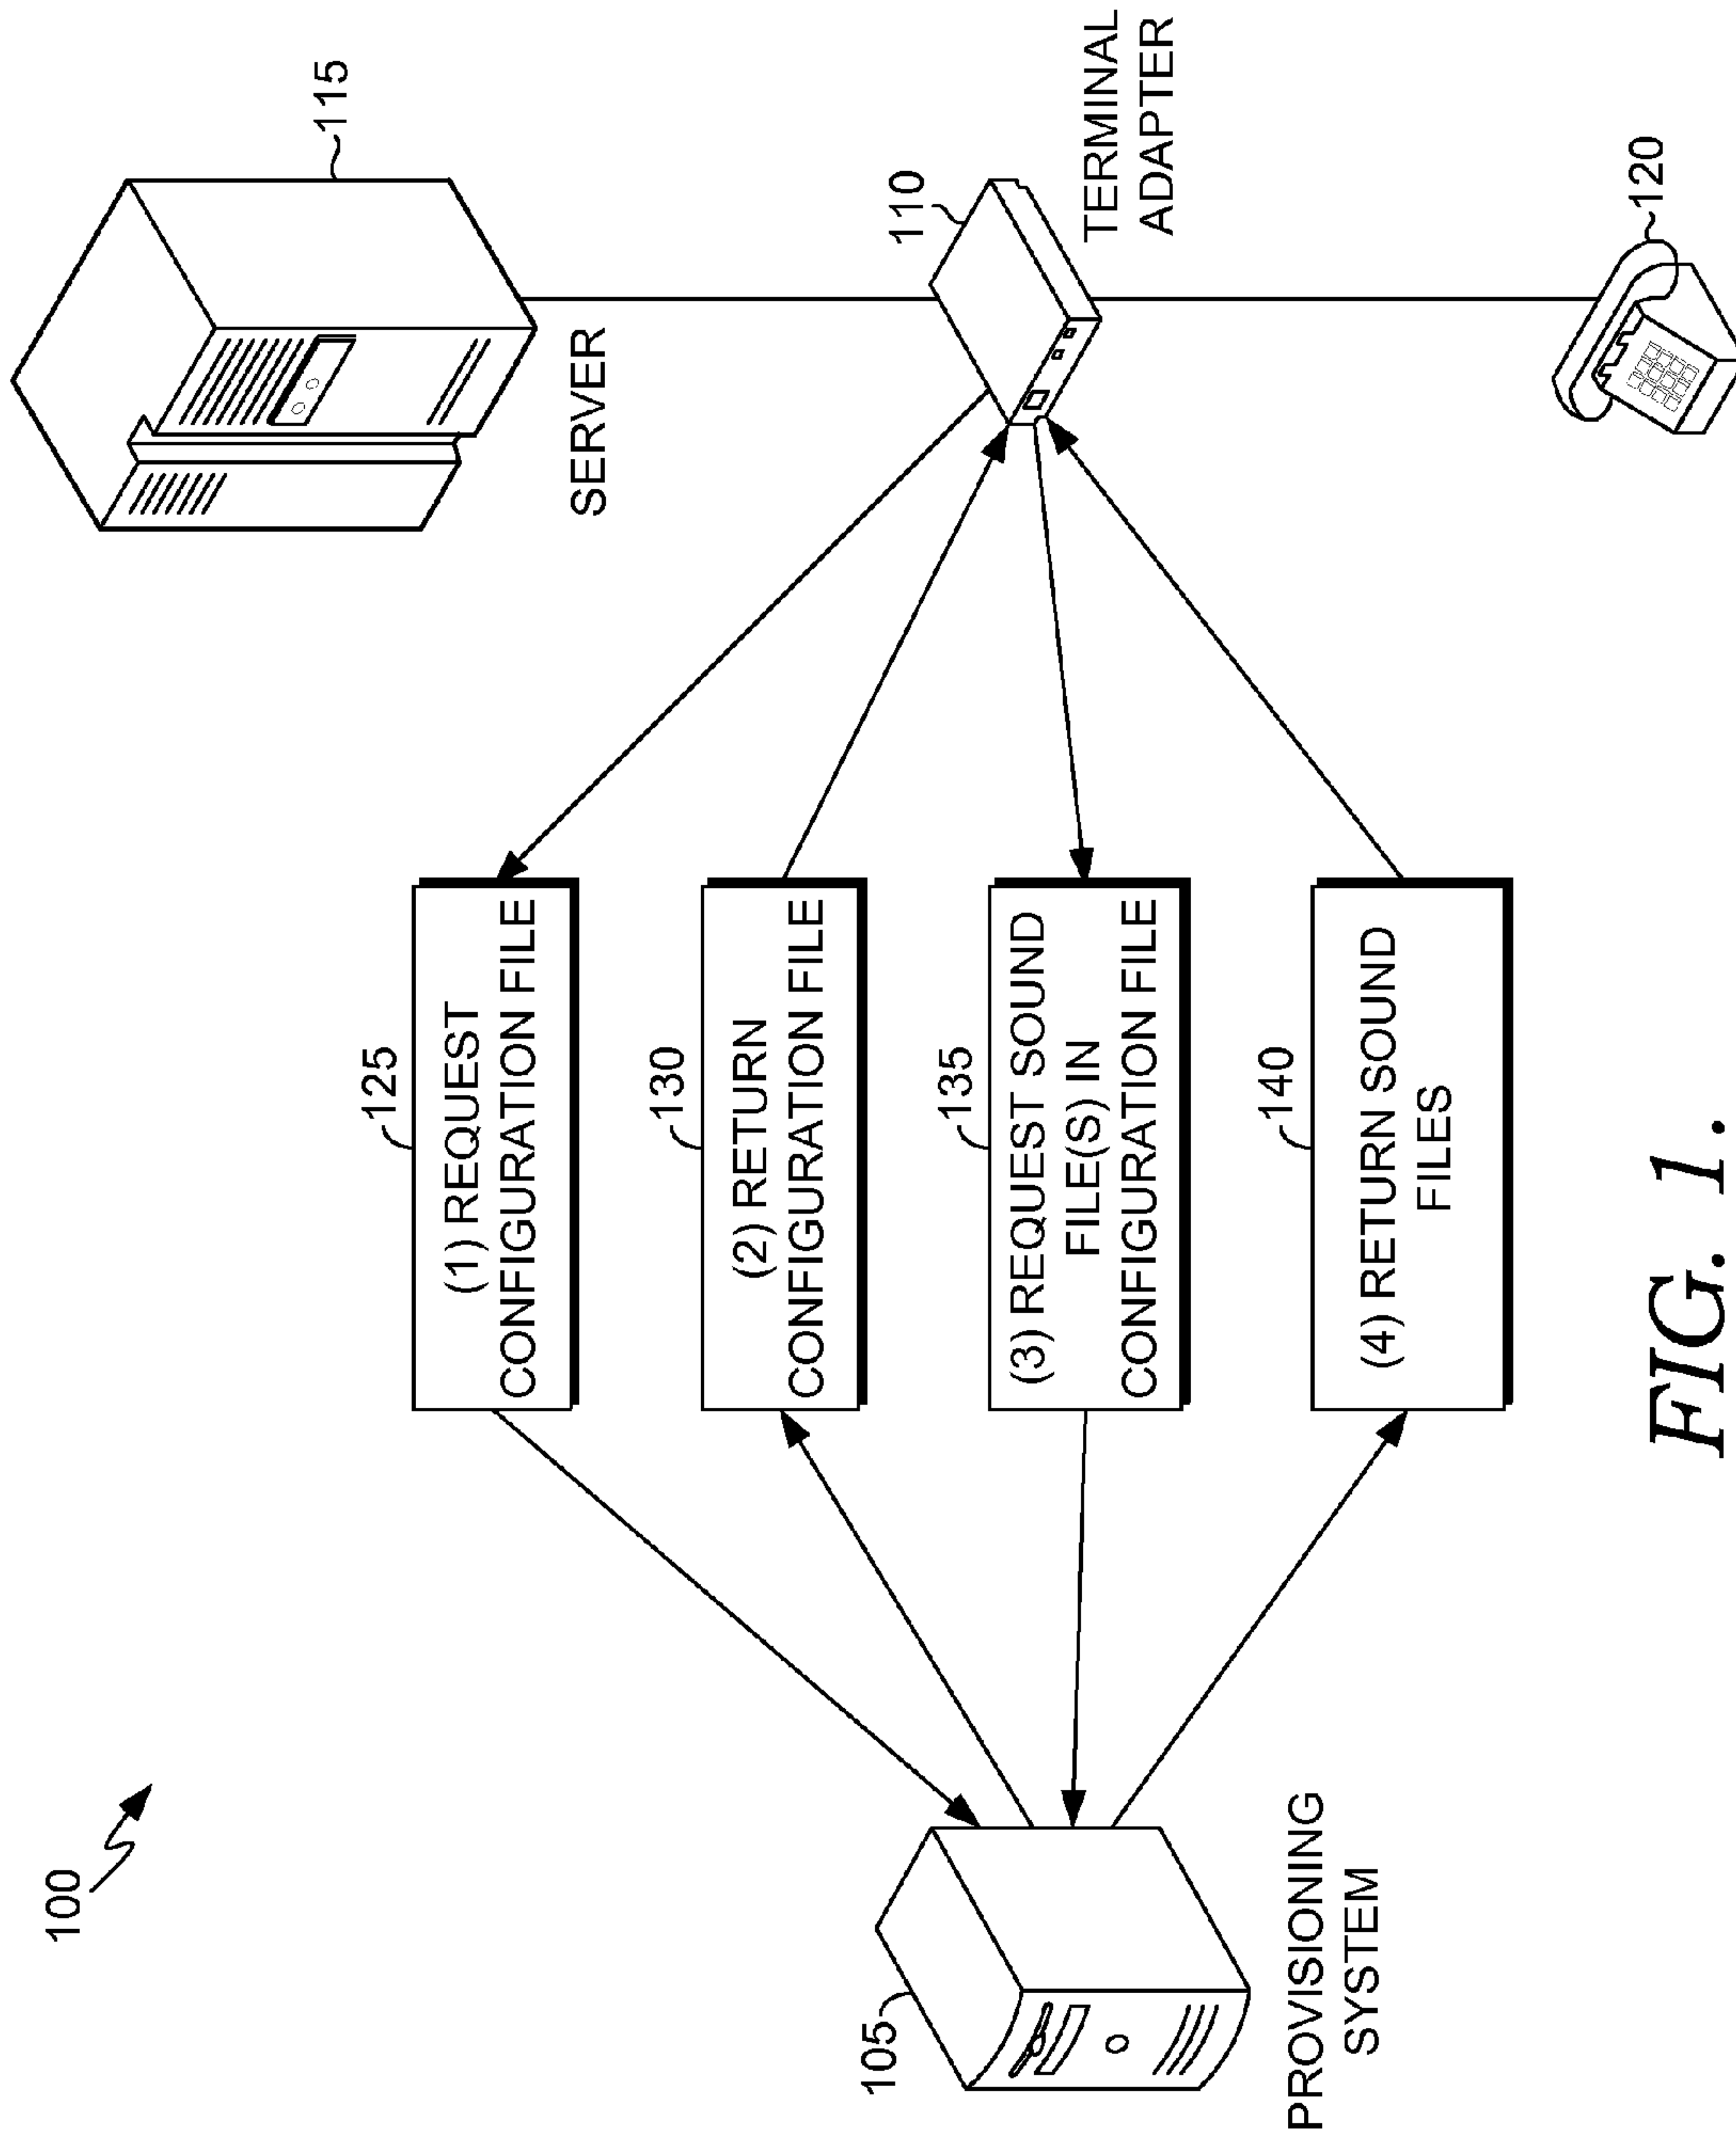 100
115
SERVER
105
PROVISIONING
SYSTEM
125
(1) REQUEST
CONFIGURATION FILE
130
(2) RETURN
CONFIGURATION FILE
135
(3) REQUEST SOUND
FILE(S) IN
CONFIGURATION FILE
140
(4) RETURN SOUND
FILES
110
TERMINAL
ADAPTER
120
FIG. 1.